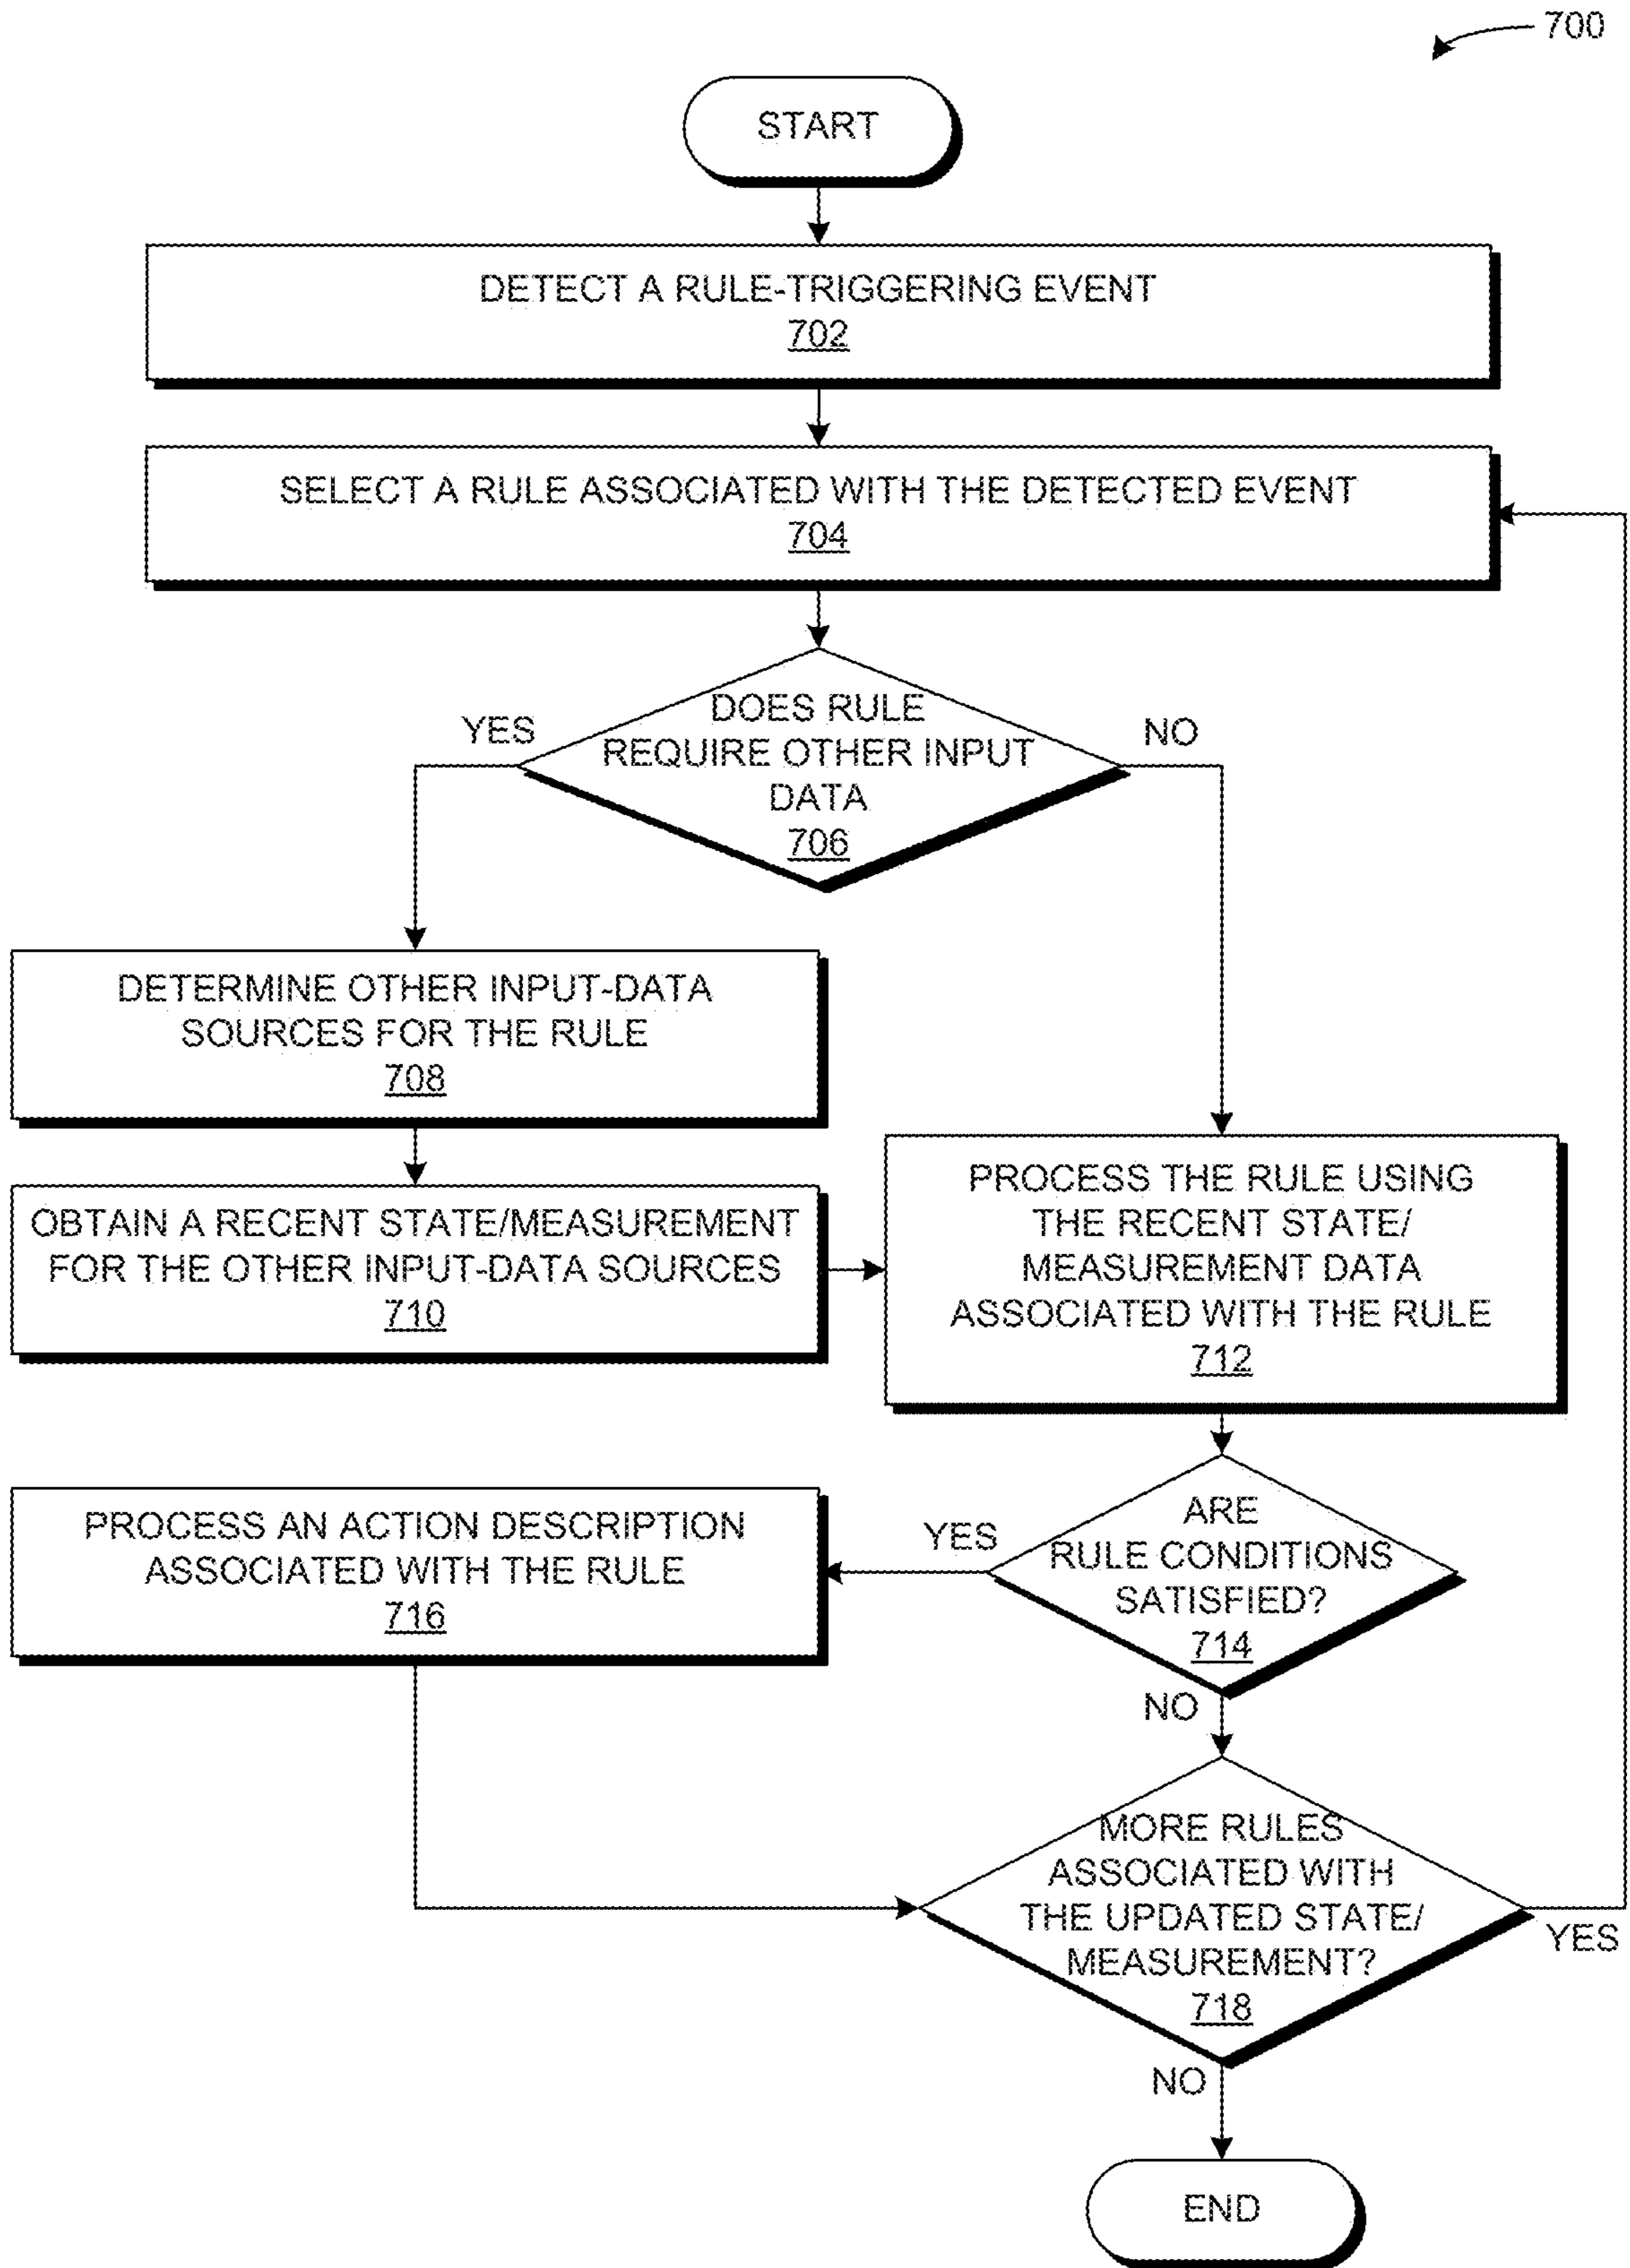 700
START
DETECT A RULE-TRIGGERING EVENT
702
SELECT A RULE ASSOCIATED WITH THE DETECTED EVENT
704
DOES RULE
REQUIRE OTHER INPUT
DATA
706
YES
NO
DETERMINE OTHER INPUT-DATA
SOURCES FOR THE RULE
708
OBTAIN A RECENT STATE/MEASUREMENT
FOR THE OTHER INPUT-DATA SOURCES
710
PROCESS THE RULE USING
THE RECENT STATE/
MEASUREMENT DATA
ASSOCIATED WITH THE RULE
712
ARE
RULE CONDITIONS
SATISFIED?
714
YES
NO
PROCESS AN ACTION DESCRIPTION
ASSOCIATED WITH THE RULE
716
MORE RULES
ASSOCIATED WITH
THE UPDATED STATE/
MEASUREMENT?
718
YES
NO
END